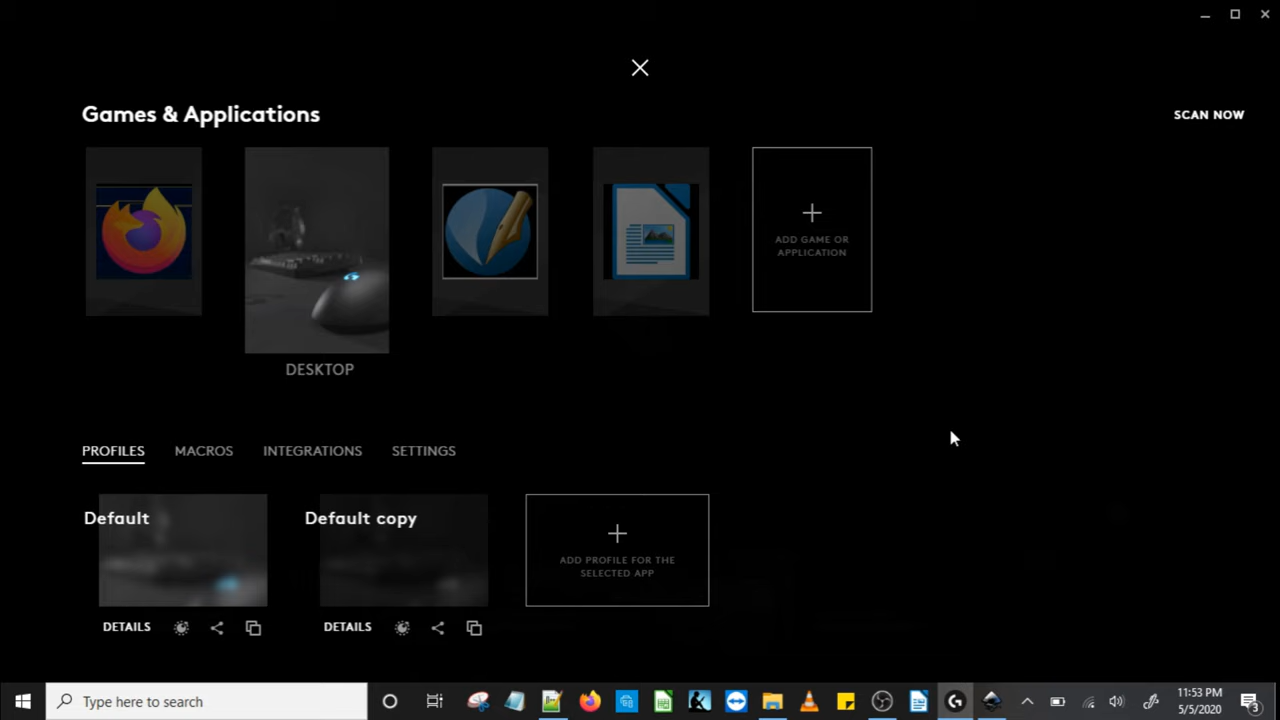 Games & Applications
SCAN NOW
ADD GAME OR
APPLICATION
DESKTOP
PROFILES
MACROS
INTEGRATIONS
SETTINGS
Default
Default copy
ADD PROFILE FOR THE
SELECTED APP
DETAILS
DETAILS
Type here to search
11:53 PM
5/5/2020
3